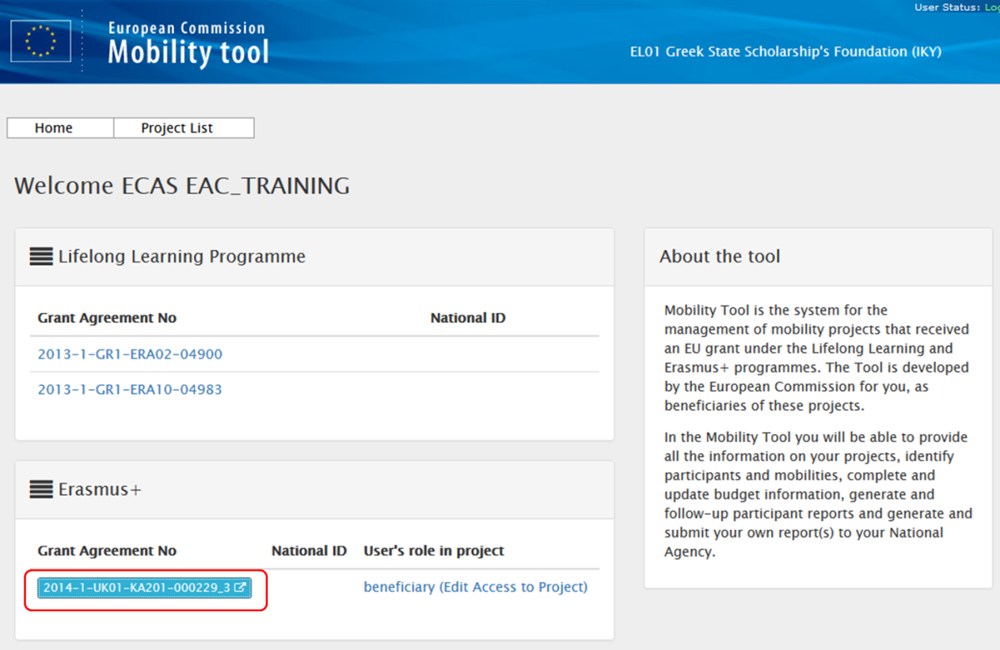 User Status: Log
European Commission
Mobility tool
EL01 Greek State Scholarship's Foundation (IKY)
Home Project List
Welcome ECAS EAC_TRAINING
Lifelong Learning Programme
Grant Agreement No National ID
2013-1-GR1-ERA02-04900
2013-1-GR1-ERA10-04983
Erasmus+
Grant Agreement No National ID User's role in project
2014-1-UK01-KA201-000229_3 beneficiary (Edit Access to Project)
About the tool
Mobility Tool is the system for the
management of mobility projects that received
an EU grant under the Lifelong Learning and
Erasmus+ programmes. The Tool is developed
by the European Commission for you, as
beneficiaries of these projects.
In the Mobility Tool you will be able to provide
all the information on your projects, identify
participants and mobilities, complete and
update budget information, generate and
follow-up participant reports and generate and
submit your own report(s) to your National
Agency.